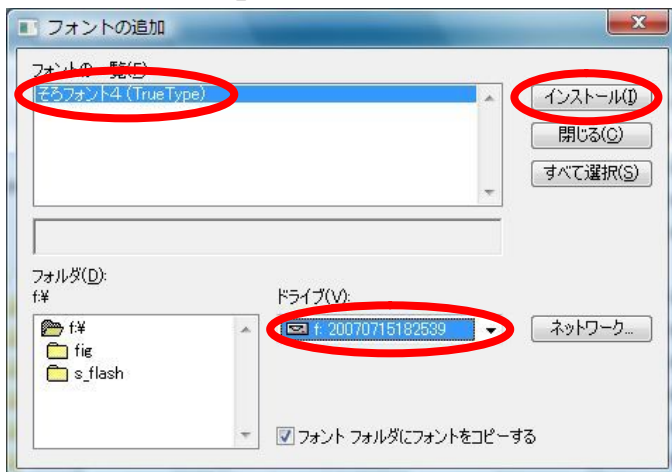 フォントの追加
フォントの一覧(F)
そろフォント4 (TrueType)
インストール(I)
閉じる(C)
すべて選択(S)
フォルダ(D):
f:¥
ドライブ(V):
f:¥
fig
s_flash
f: 20070715182539
ネットワーク...
フォント フォルダにフォントをコピーする